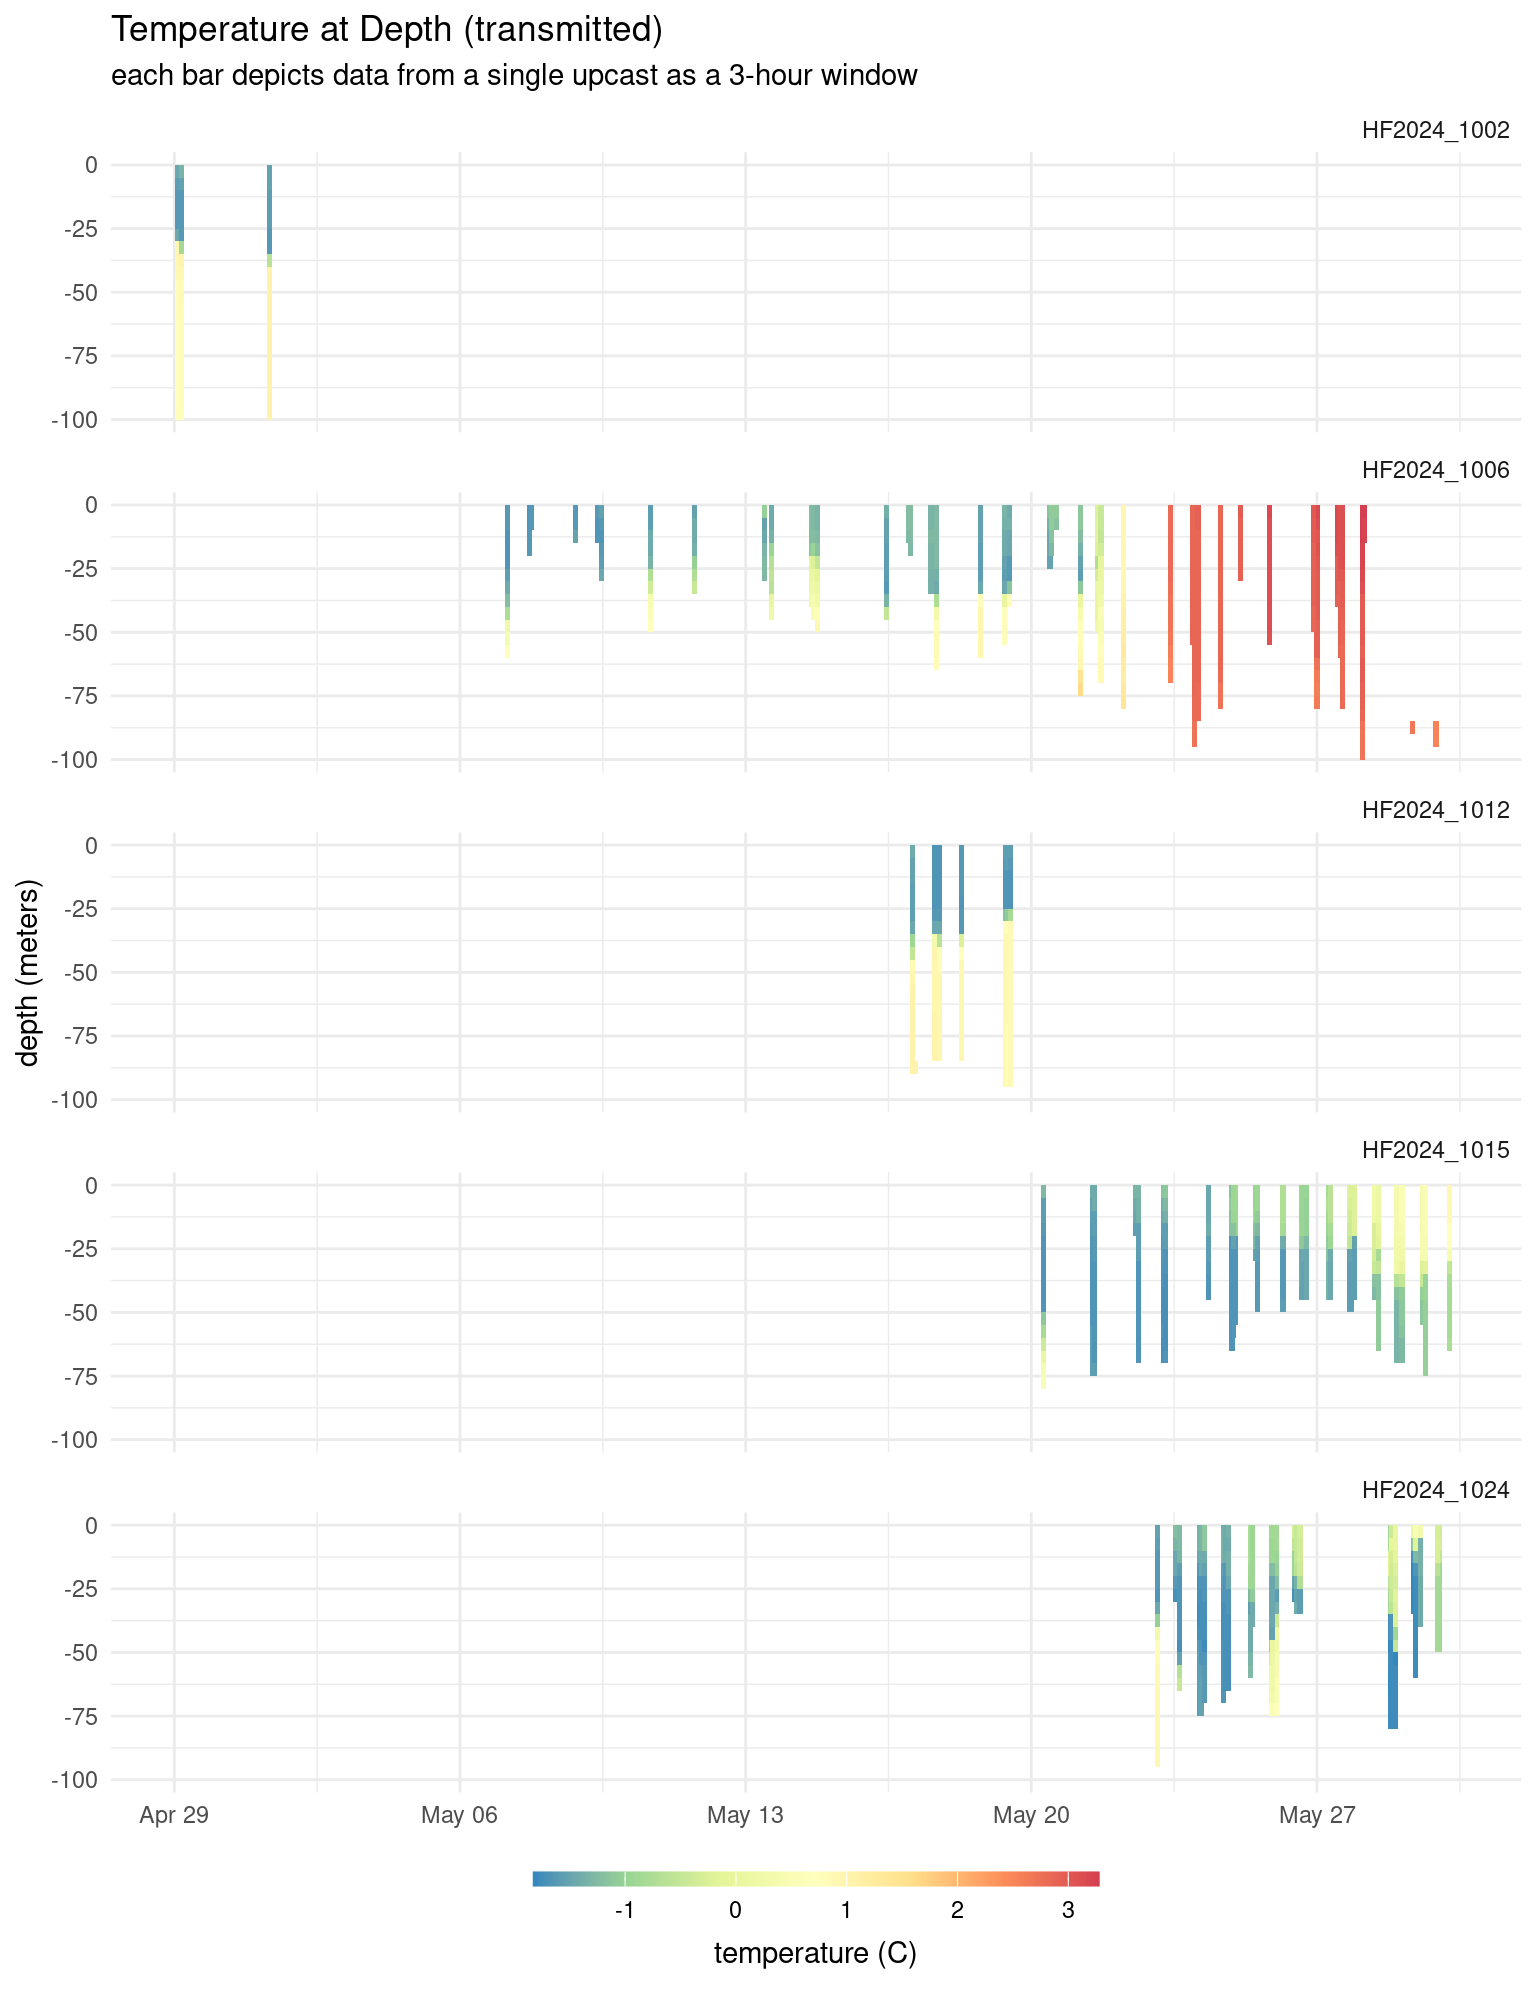 Temperature at Depth (transmitted)
each bar depicts data from a single upcast as a 3-hour window
HF2024_1002
0
-25
-50
-75
-100
HF2024_1006
0
-25
-50
-75
-100
HF2024_1012
0
-25
-50
-75
-100
depth (meters)
HF2024_1015
0
-25
-50
-75
-100
HF2024_1024
0
-25
-50
-75
-100
Apr 29 May 06 May 13 May 20 May 27
-1 0 1 2 3
temperature (C)